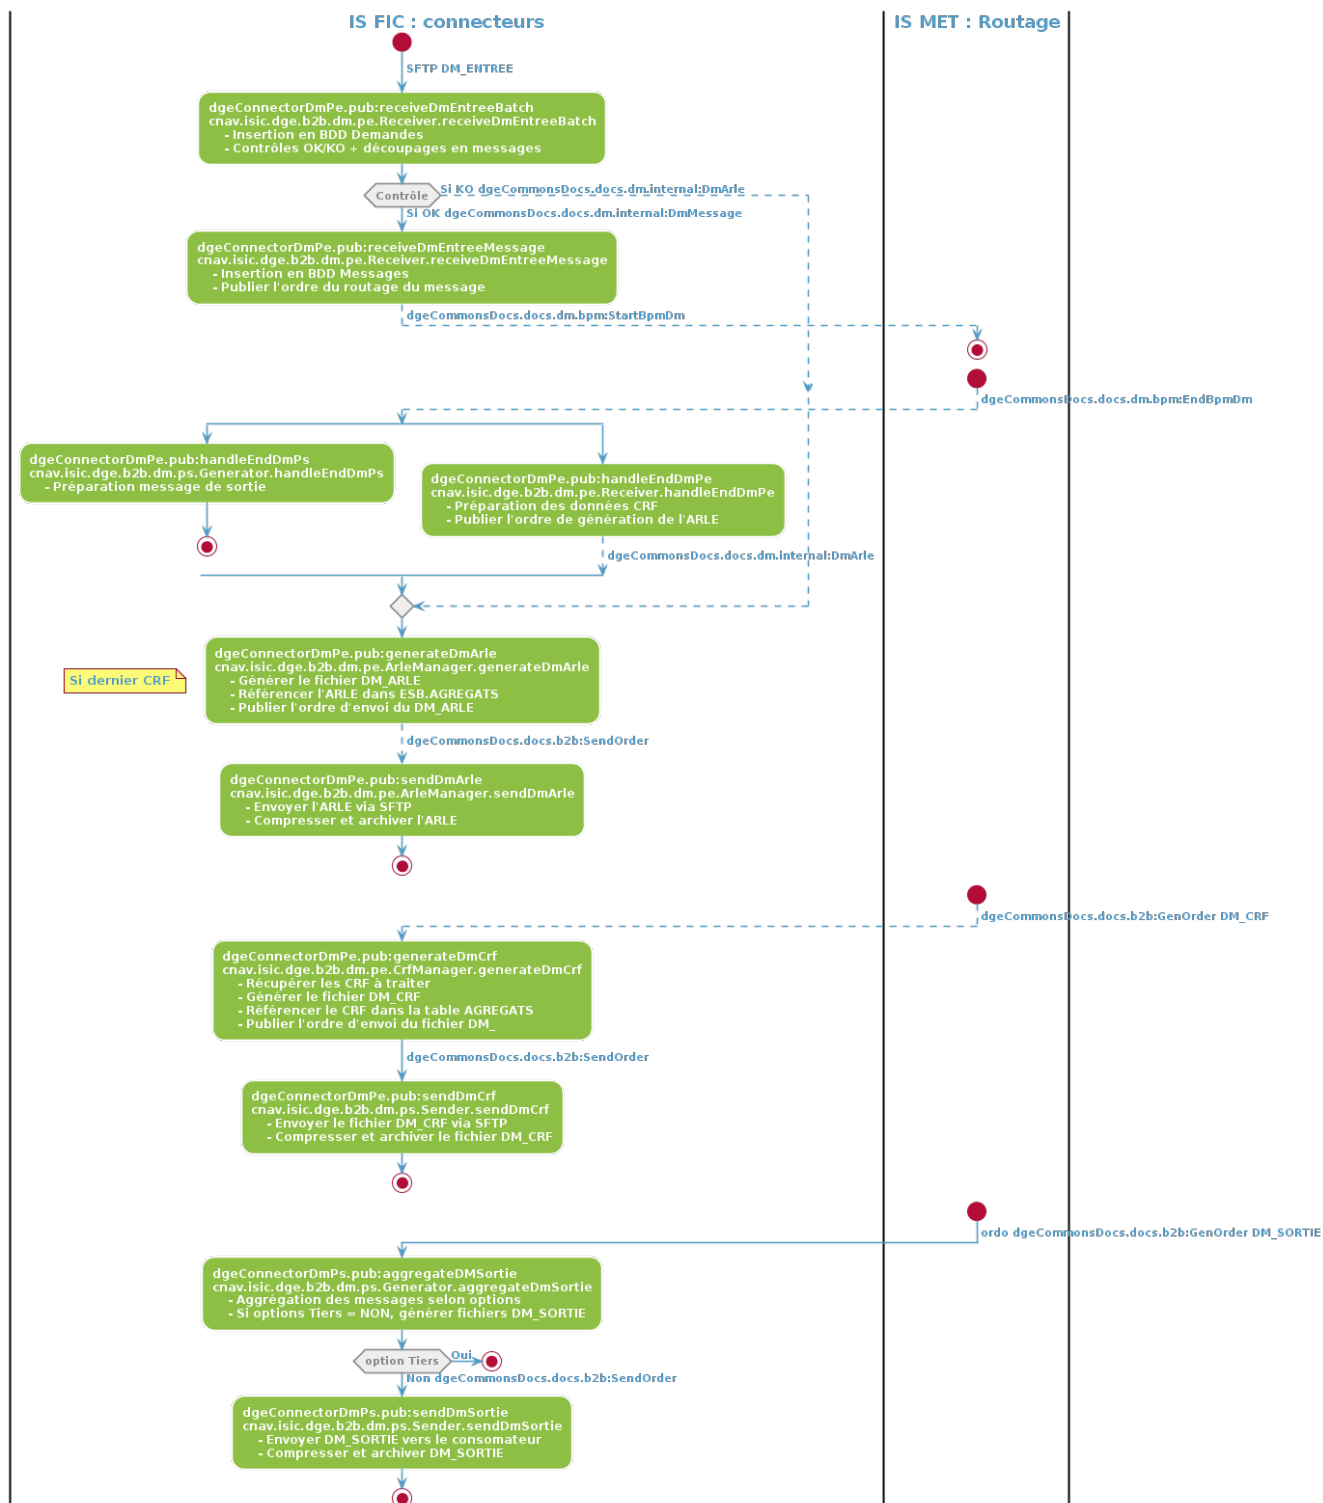 IS FIC : connecteurs
IS MET : Routage
SFTP DM_ENTREE
dgeConnectorDmPe.pub:receiveDmEntreeBatch
cnav.isic.dge.b2b.dm.pe.Receiver.receiveDmEntreeBatch
- Insertion en BDD Demandes
- Contrôles OK/KO + découpages en messages
Contrôle
Si KO dgeCommonsDocs.docs.dm.internal:DmArle
Si OK dgeCommonsDocs.docs.dm.internal:DmMessage
dgeConnectorDmPe.pub:receiveDmEntreeMessage
cnav.isic.dge.b2b.dm.pe.Receiver.receiveDmEntreeMessage
- Insertion en BDD Messages
- Publier l'ordre du routage du message
dgeCommonsDocs.docs.dm.bpm:StartBpmDm
dgeCommonsDocs.docs.dm.bpm:EndBpmDm
dgeConnectorDmPe.pub:handleEndDmPs
cnav.isic.dge.b2b.dm.ps.Generator.handleEndDmPs
- Préparation message de sortie
dgeConnectorDmPe.pub:handleEndDmPe
cnav.isic.dge.b2b.dm.pe.Receiver.handleEndDmPe
- Préparation des données CRF
- Publier l'ordre de génération de l'ARLE
dgeCommonsDocs.docs.dm.internal:DmArle
Si dernier CRF
dgeConnectorDmPe.pub:generateDmArle
cnav.isic.dge.b2b.dm.pe.ArleManager.generateDmArle
- Générer le fichier DM_ARLE
- Référencer l'ARLE dans ESB.AGREGATS
- Publier l'ordre d'envoi du DM_ARLE
dgeCommonsDocs.docs.b2b:SendOrder
dgeConnectorDmPe.pub:sendDmArle
cnav.isic.dge.b2b.dm.pe.ArleManager.sendDmArle
- Envoyer l'ARLE via SFTP
- Compresser et archiver l'ARLE
dgeCommonsDocs.docs.b2b:GenOrder DM_CRF
dgeConnectorDmPe.pub:generateDmCrf
cnav.isic.dge.b2b.dm.pe.CrfManager.generateDmCrf
- Récupérer les CRF à traiter
- Générer le fichier DM_CRF
- Référencer le CRF dans la table AGREGATS
- Publier l'ordre d'envoi du fichier DM_
dgeCommonsDocs.docs.b2b:SendOrder
dgeConnectorDmPe.pub:sendDmCrf
cnav.isic.dge.b2b.dm.ps.Sender.sendDmCrf
- Envoyer le fichier DM_CRF via SFTP
- Compresser et archiver le fichier DM_CRF
ordo dgeCommonsDocs.docs.b2b:GenOrder DM_SORTIE
dgeConnectorDmPs.pub:aggregateDMSortie
cnav.isic.dge.b2b.dm.ps.Generator.aggregateDmSortie
- Aggrégation des messages selon options
- Si options Tiers = NON, générer fichiers DM_SORTIE
option Tiers
Oui
Non dgeCommonsDocs.docs.b2b:SendOrder
dgeConnectorDmPs.pub:sendDmSortie
cnav.isic.dge.b2b.dm.ps.Sender.sendDmSortie
- Envoyer DM_SORTIE vers le consomateur
- Compresser et archiver DM_SORTIE